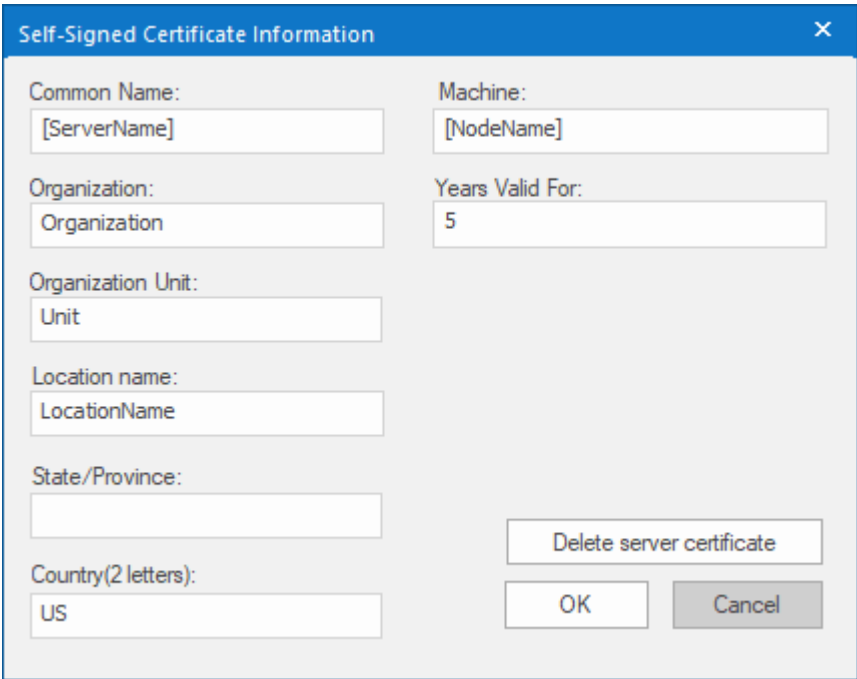 Self-Signed Certificate Information
Common Name:
[ServerName]
Machine:
[NodeName]
Organization:
Organization
Years Valid For:
5
Organization Unit:
Unit
Location name:
LocationName
State/Province:
Country(2 letters):
US
Delete server certificate
OK
Cancel